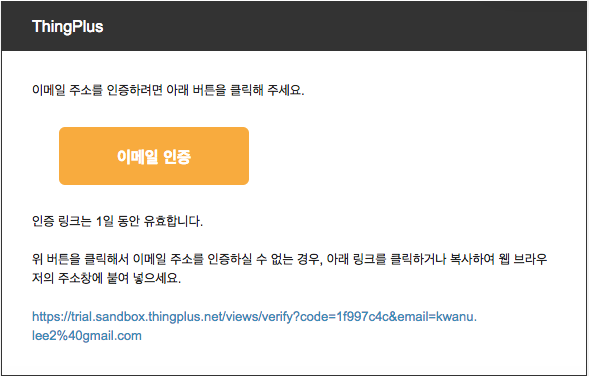 ThingPlus
이메일 주소를 인증하려면 아래 버튼을 클릭해 주세요.
이메일 인증
인증 링크는 1일 동안 유효합니다.
위 버튼을 클릭해서 이메일 주소를 인증하실 수 없는 경우, 아래 링크를 클릭하거나 복사하여 웹 브라우
저의 주소창에 붙여 넣으세요.
https://trial.sandbox.thingplus.net/views/verify?code=1f997c4c&email=kwanu.
lee2%40gmail.com